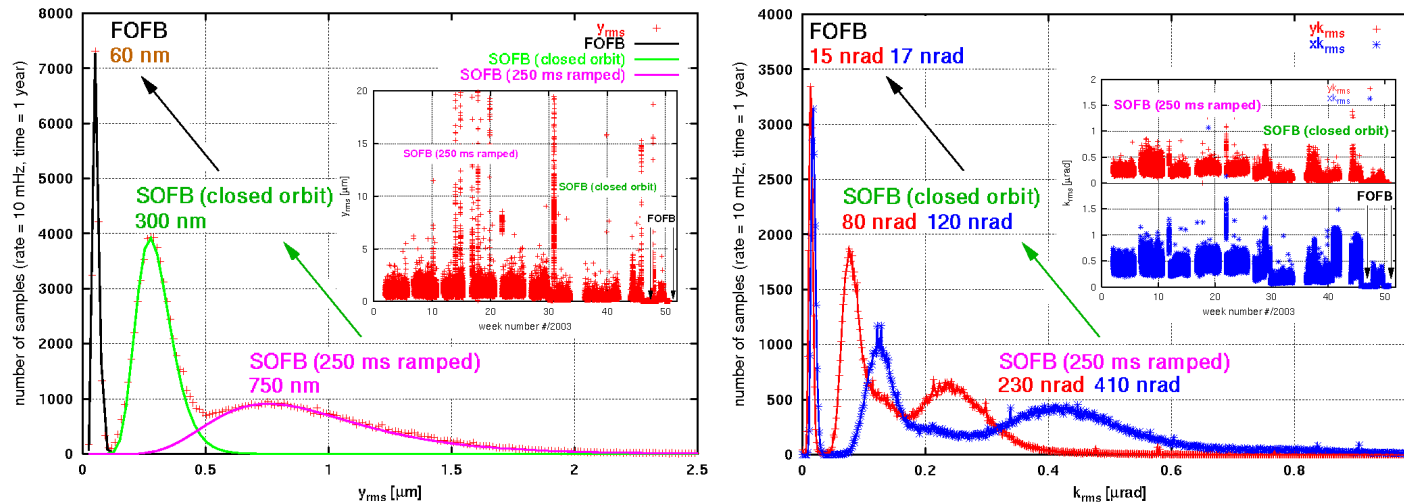 number of samples (rate = 10 mHz, time = 1 year)
8000
7000
6000
5000
4000
3000
2000
1000
0
FOFB
60 nm
SOFB (closed orbit)
300 nm
SOFB (250 ms ramped)
750 nm
y_rms
FOFB
SOFB (closed orbit)
SOFB (250 ms ramped)
y_rms [µm]
20
15
10
5
0
SOFB (250 ms ramped)
SOFB (closed orbit)
FOFB
0 10 20 30 40 50
week number #/2003
0 0.5 1 1.5 2 2.5
y_rms [µm]
number of samples (rate = 10 mHz, time = 1 year)
4000
3500
3000
2500
2000
1500
1000
500
0
FOFB
15 nrad 17 nrad
SOFB (closed orbit)
80 nrad 120 nrad
SOFB (250 ms ramped)
230 nrad 410 nrad
yk_rms
xk_rms
k_rms [µrad]
2
1.5
1
0.5
0
1.5
1
0.5
0
yk_rms
xk_rms
SOFB (250 ms ramped)
SOFB (closed orbit)
FOFB
0 10 20 30 40 50
week number #/2003
0 0.2 0.4 0.6 0.8
k_rms [µrad]